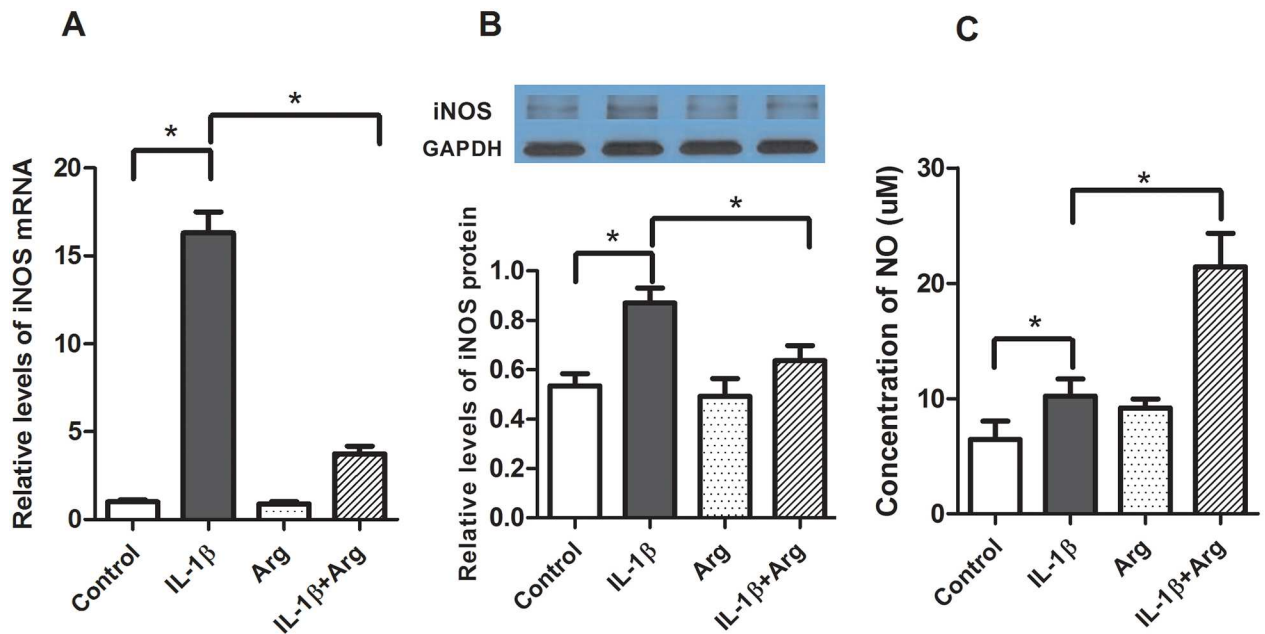 A
Relative levels of iNOS mRNA
20
15
10
5
0
*
*
Control
IL-1β
Arg
IL-1β+Arg
B
iNOS
GAPDH
Relative levels of iNOS protein
1.0
0.8
0.6
0.4
0.2
0.0
*
*
Control
IL-1β
Arg
IL-1β+Arg
C
Concentration of NO (uM)
30
20
10
0
*
*
Control
IL-1β
Arg
IL-1β+Arg